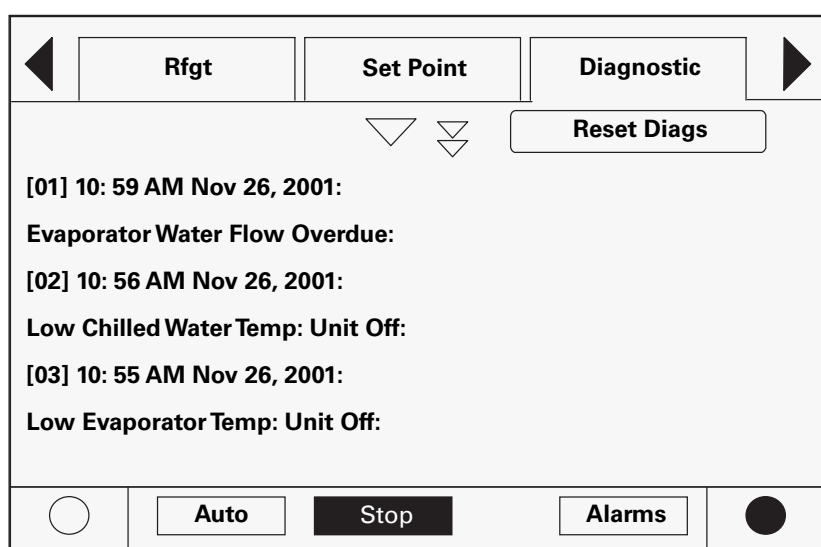 Rfgt Set Point Diagnostic
Reset Diags
[01] 10: 59 AM Nov 26, 2001:
Evaporator Water Flow Overdue:
[02] 10: 56 AM Nov 26, 2001:
Low Chilled Water Temp: Unit Off:
[03] 10: 55 AM Nov 26, 2001:
Low Evaporator Temp: Unit Off:
Auto Stop Alarms